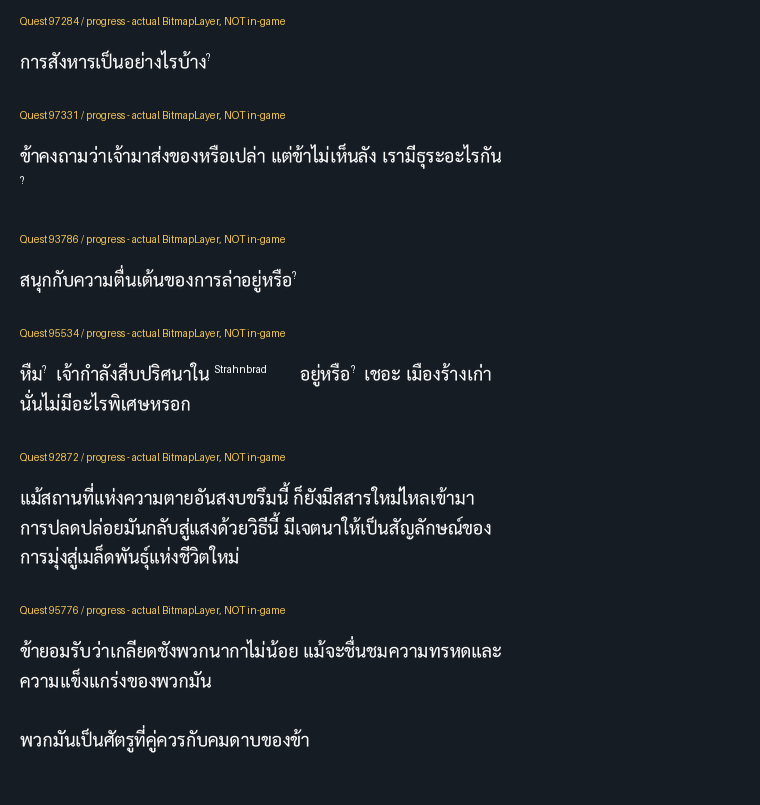 Quest 97284 / progress - actual BitmapLayer, NOT in-game
การสังหารเป็นอย่างไรบ้าง?
Quest 97331 / progress - actual BitmapLayer, NOT in-game
ข้าคงถามว่าเจ้ามาส่งของหรือเปล่า แต่ข้าไม่เห็นลัง เรามีธุระอะไรกัน
?
Quest 93786 / progress - actual BitmapLayer, NOT in-game
สนุกกับความตื่นเต้นของการล่าอยู่หรือ?
Quest 95534 / progress - actual BitmapLayer, NOT in-game
หืม? เจ้ากำลังสืบปริศนาใน Strahnbrad อยู่หรือ? เชอะ เมืองร้างเก่า
นั่นไม่มีอะไรพิเศษหรอก
Quest 92872 / progress - actual BitmapLayer, NOT in-game
แม้สถานที่แห่งความตายอันสงบขรึมนี้ ก็ยังมีสสารใหม่ไหลเข้ามา
การปลดปล่อยมันกลับสู่แสงด้วยวิธีนี้ มีเจตนาให้เป็นสัญลักษณ์ของ
การมุ่งสู่เมล็ดพันธุ์แห่งชีวิตใหม่
Quest 95776 / progress - actual BitmapLayer, NOT in-game
ข้ายอมรับว่าเกลียดชังพวกนากาไม่น้อย แม้จะชื่นชมความทรหดและ
ความแข็งแกร่งของพวกมัน
พวกมันเป็นศัตรูที่คู่ควรกับคมดาบของข้า